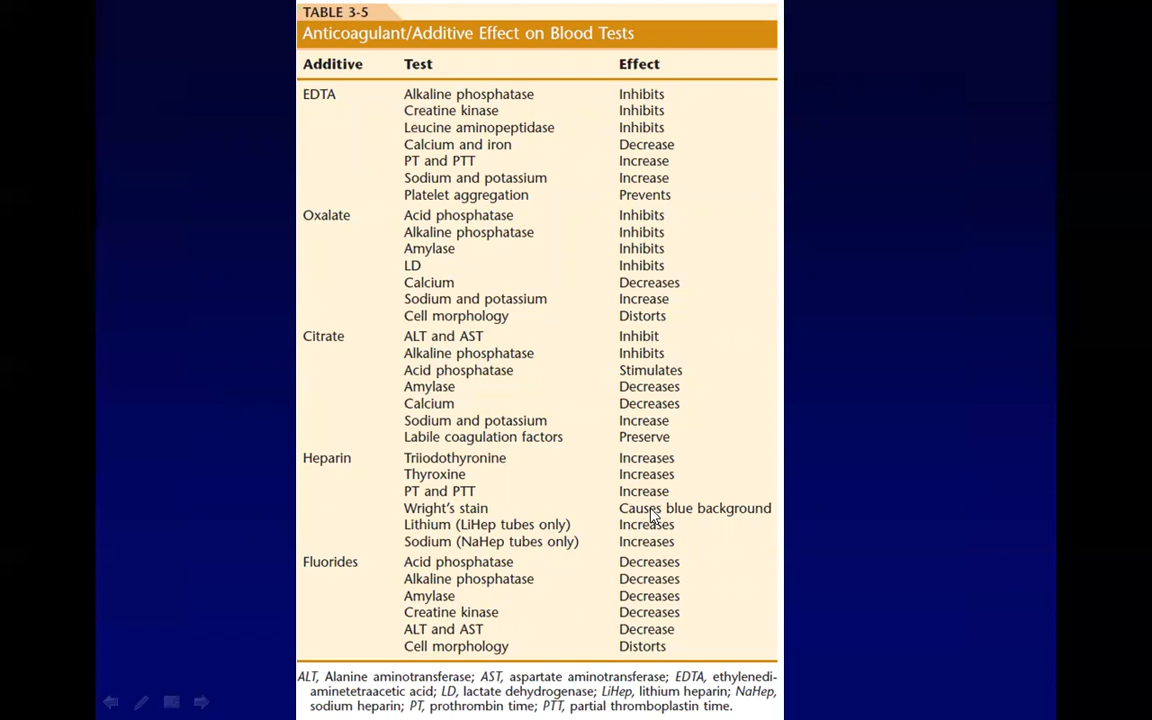 TABLE 3-5
Anticoagulant/Additive Effect on Blood Tests
Additive Test Effect
EDTA Alkaline phosphatase Inhibits
Creatine kinase Inhibits
Leucine aminopeptidase Inhibits
Calcium and iron Decrease
PT and PTT Increase
Sodium and potassium Increase
Platelet aggregation Prevents
Oxalate Acid phosphatase Inhibits
Alkaline phosphatase Inhibits
Amylase Inhibits
LD Inhibits
Calcium Decreases
Sodium and potassium Increase
Cell morphology Distorts
Citrate ALT and AST Inhibit
Alkaline phosphatase Inhibits
Acid phosphatase Stimulates
Amylase Decreases
Calcium Decreases
Sodium and potassium Increase
Labile coagulation factors Preserve
Heparin Triiodothyronine Increases
Thyroxine Increases
PT and PTT Increase
Wright's stain Causes blue background
Lithium (LiHep tubes only) Increases
Sodium (NaHep tubes only) Increases
Fluorides Acid phosphatase Decreases
Alkaline phosphatase Decreases
Amylase Decreases
Creatine kinase Decreases
ALT and AST Decrease
Cell morphology Distorts
ALT, Alanine aminotransferase; AST, aspartate aminotransferase; EDTA, ethylenedi-
aminetetraacetic acid; LD, lactate dehydrogenase; LiHep, lithium heparin; NaHep,
sodium heparin; PT, prothrombin time; PTT, partial thromboplastin time.